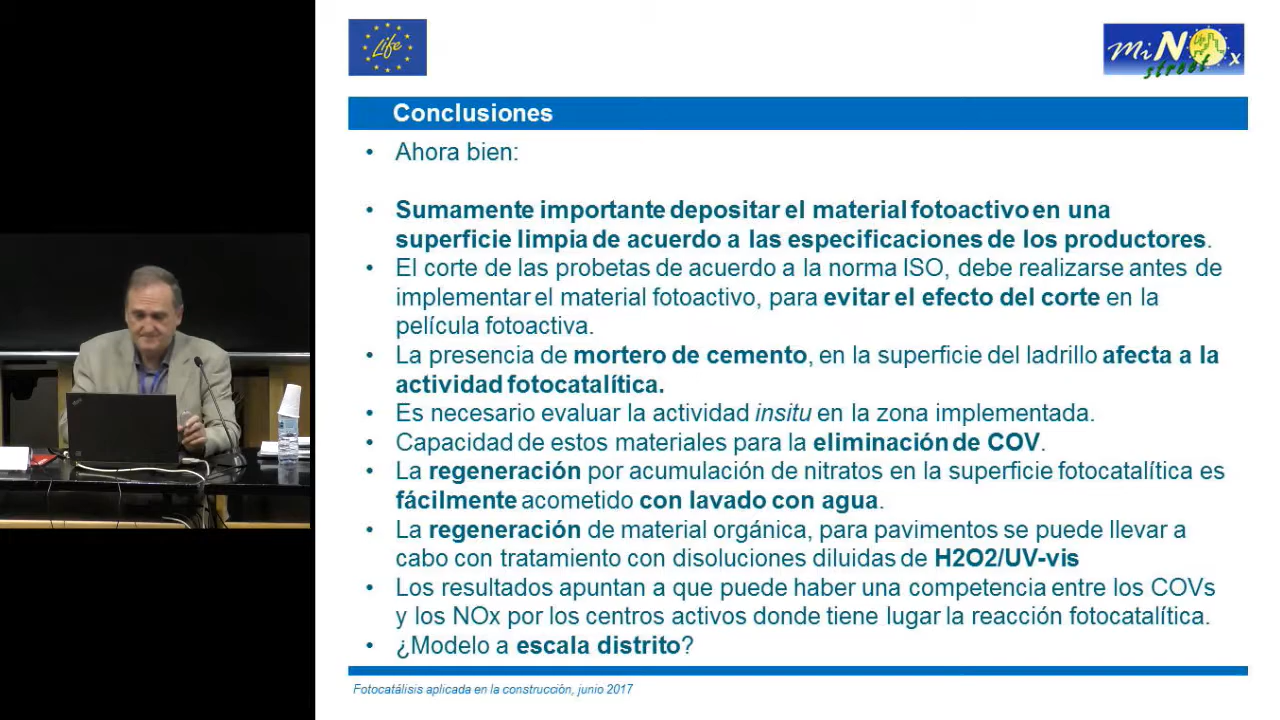 Life
MiNOx
street
Conclusiones
• Ahora bien:
• Sumamente importante depositar el material fotoactivo en una
superficie limpia de acuerdo a las especificaciones de los productores.
• El corte de las probetas de acuerdo a la norma ISO, debe realizarse antes de
implementar el material fotoactivo, para evitar el efecto del corte en la
película fotoactiva.
• La presencia de mortero de cemento, en la superficie del ladrillo afecta a la
actividad fotocatalítica.
• Es necesario evaluar la actividad insitu en la zona implementada.
• Capacidad de estos materiales para la eliminación de COV.
• La regeneración por acumulación de nitratos en la superficie fotocatalítica es
fácilmente acometido con lavado con agua.
• La regeneración de material orgánica, para pavimentos se puede llevar a
cabo con tratamiento con disoluciones diluidas de H2O2/UV-vis
• Los resultados apuntan a que puede haber una competencia entre los COVs
y los NOx por los centros activos donde tiene lugar la reacción fotocatalítica.
• ¿Modelo a escala distrito?
Fotocatálisis aplicada en la construcción, junio 2017